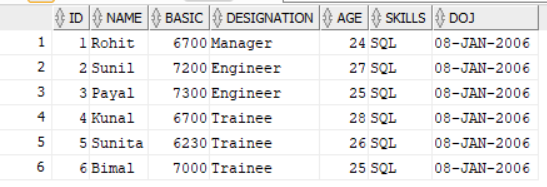 ID NAME BASIC DESIGNATION AGE SKILLS DOJ
1 1 Rohit 6700 Manager 24 SQL 08-JAN-2006
2 2 Sunil 7200 Engineer 27 SQL 08-JAN-2006
3 3 Payal 7300 Engineer 25 SQL 08-JAN-2006
4 4 Kunal 6700 Trainee 28 SQL 08-JAN-2006
5 5 Sunita 6230 Trainee 26 SQL 08-JAN-2006
6 6 Bimal 7000 Trainee 25 SQL 08-JAN-2006